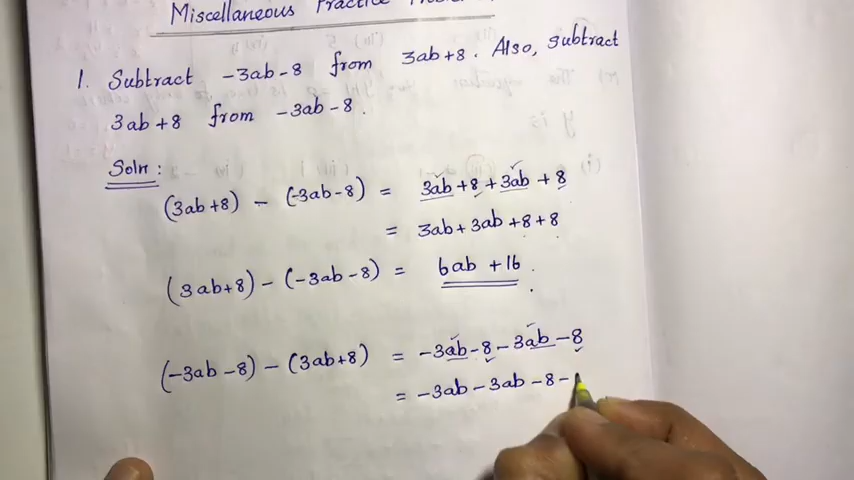 Miscellaneous Practice
1. Subtract -3ab-8 from 3ab+8. Also, subtract
3ab+8 from -3ab-8.
Soln:
(3ab+8) - (-3ab-8) = 3ab+8+3ab+8
= 3ab+3ab+8+8
(3ab+8) - (-3ab-8) = 6ab +16
(-3ab-8) - (3ab+8) = -3ab-8-3ab-8
= -3ab-3ab-8-